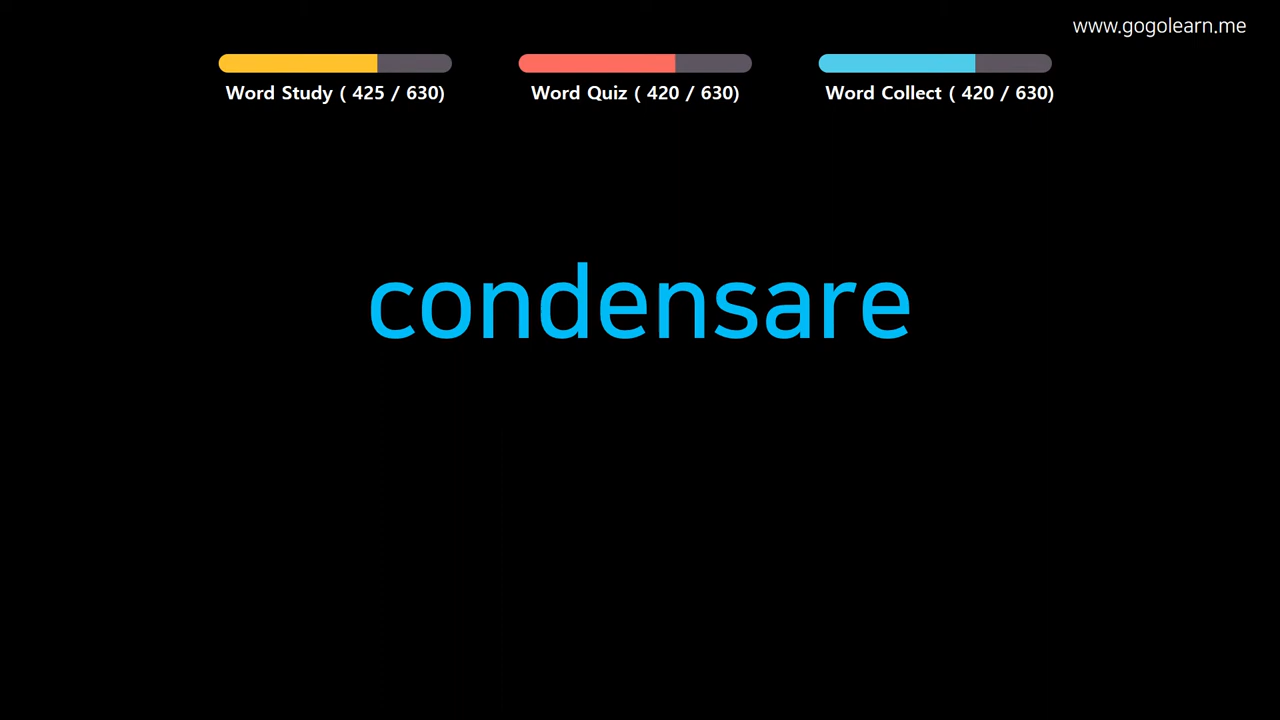 www.gogolearn.me
Word Study ( 425 / 630)
Word Quiz ( 420 / 630)
Word Collect ( 420 / 630)
condensare